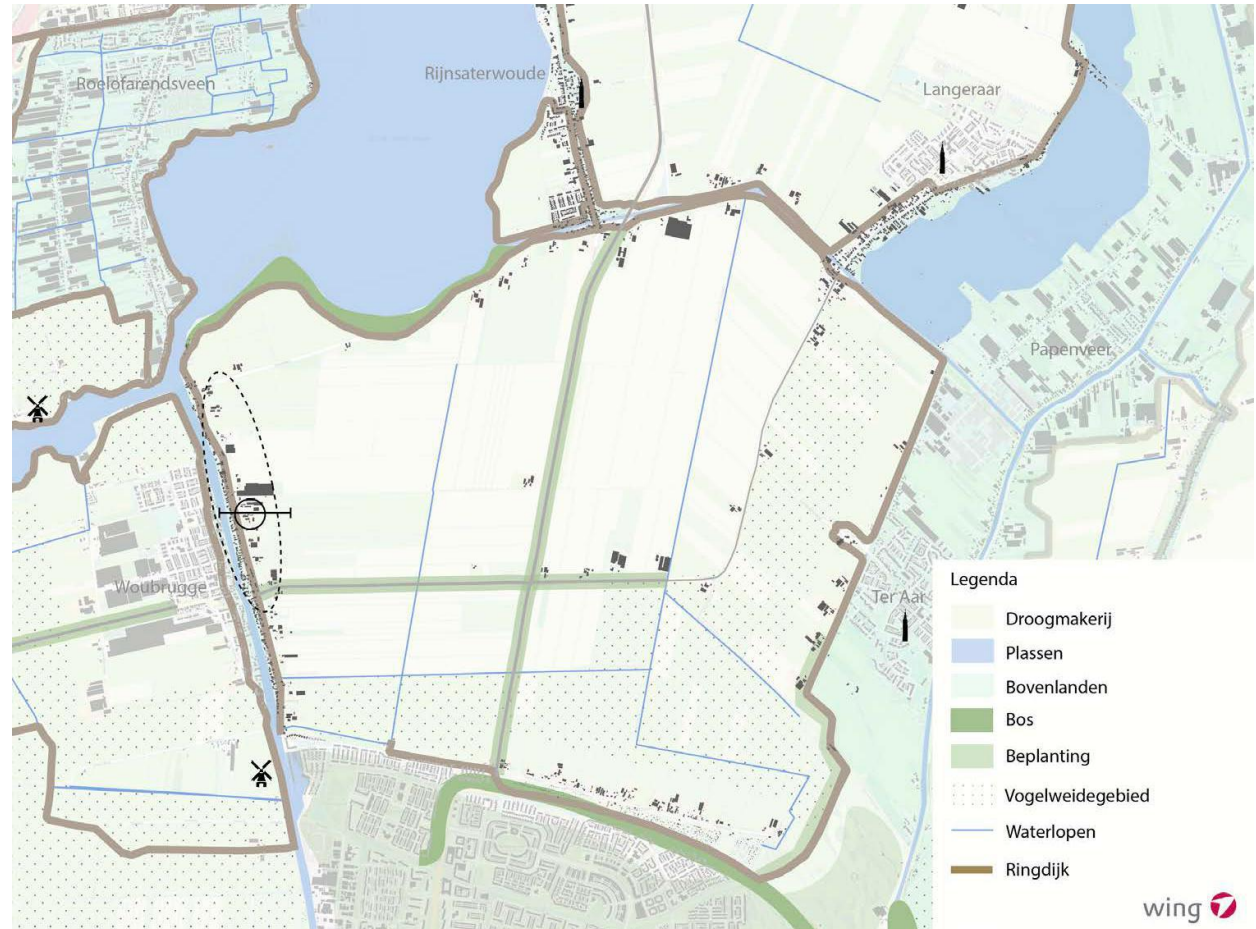 Roelofarendsveen
Rijnsaterwoude
Langeraar
Papenveer
Woubrugge
Ter Aar
Legenda
Droogmakerij
Plassen
Bovenlanden
Bos
Beplanting
Vogelweidegebied
Waterlopen
Ringdijk
wing